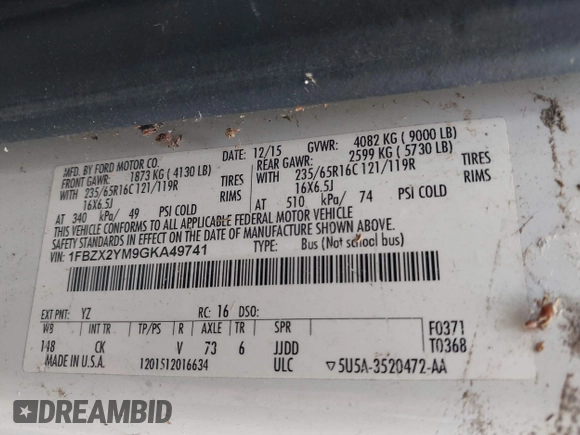 MFD. BY FORD MOTOR CO.
DATE: 12/15 GVWR: 4082 KG ( 9000 LB)
FRONT GAWR: 1873 KG ( 4130 LB) REAR GAWR: 2599 KG ( 5730 LB)
WITH 235/65R16C 121/119R TIRES WITH 235/65R16C 121/119R TIRES
16X6.5J RIMS 16X6.5J RIMS
AT 340 kPa/ 49 PSI COLD AT 510 kPa/ 74 PSI COLD
THIS VEHICLE CONFORMS TO ALL APPLICABLE FEDERAL MOTOR VEHICLE
SAFETY STANDARDS IN EFFECT ON THE DATE OF MANUFACTURE SHOWN ABOVE.
VIN: 1FBZX2YM9GKA49741 TYPE: Bus (Not school bus)
EXT PNT: YZ RC: 16 DSO: F0371
WB INT TR TP/PS R AXLE TR SPR T0368
148 CK V 73 6 JJDD
MADE IN U.S.A. 1201512016634 ULC ▽5U5A-3520472-AA
DREAMBID